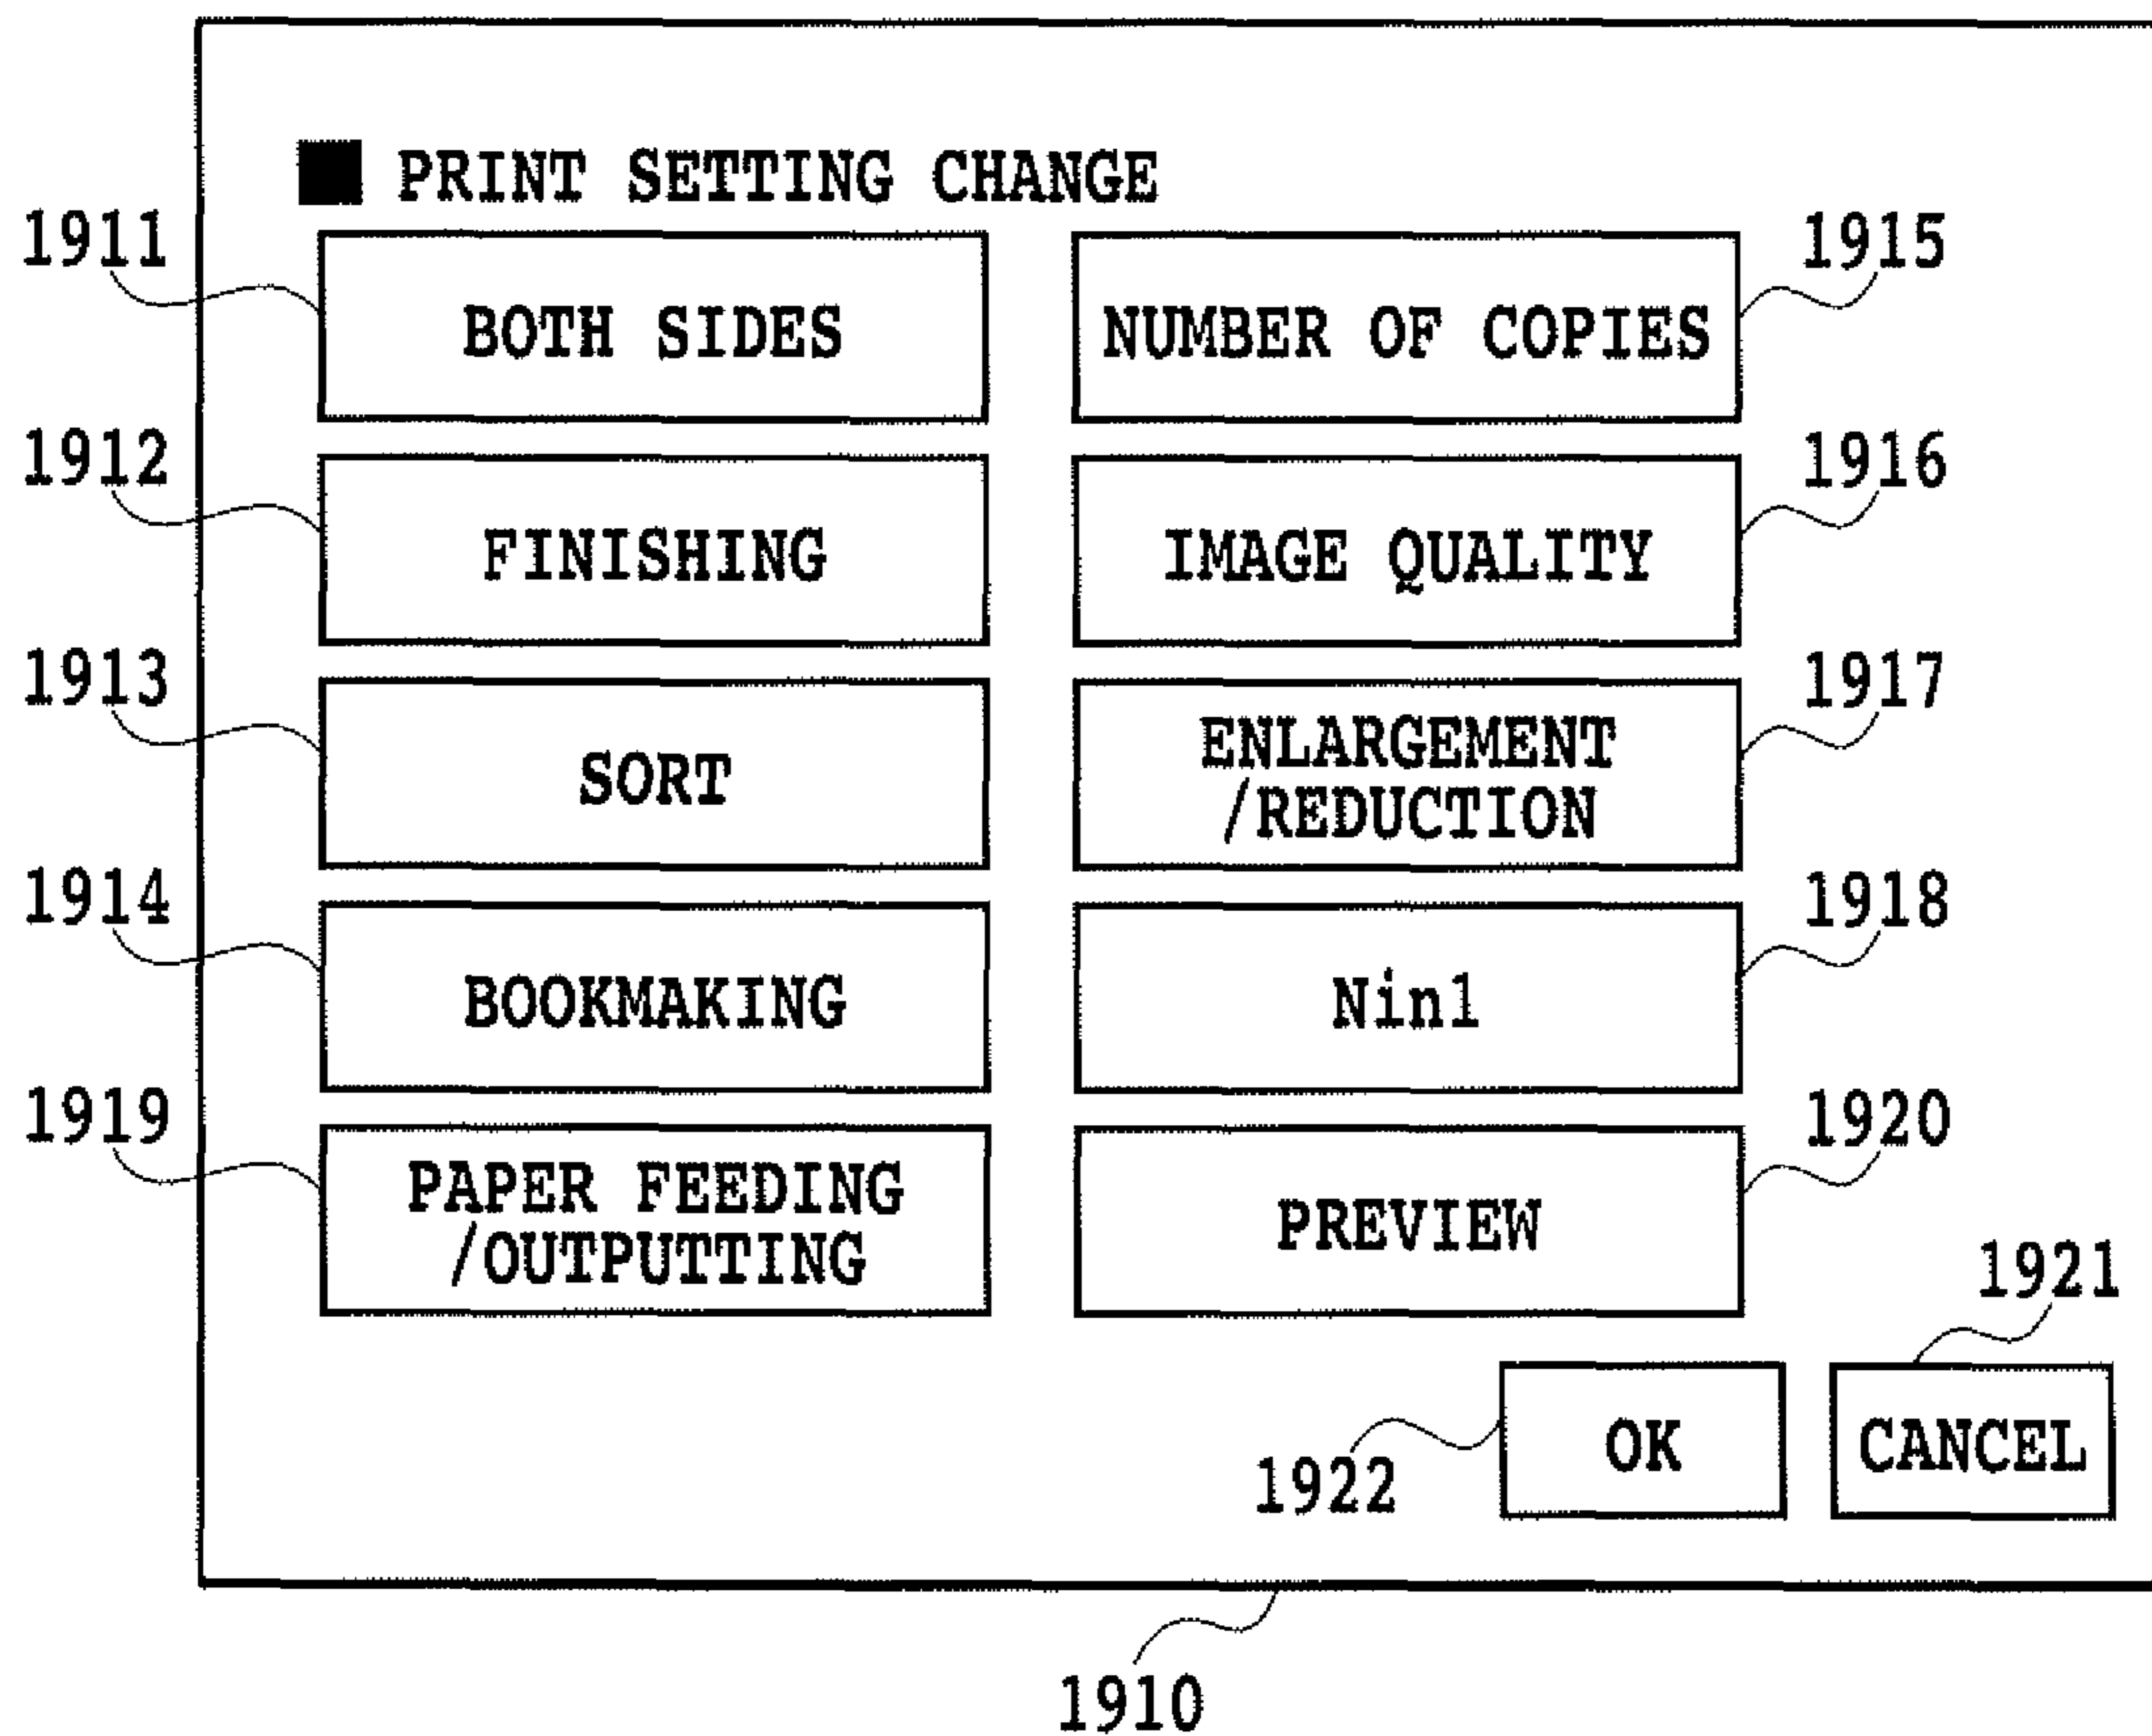 ■ PRINT SETTING CHANGE
1911
BOTH SIDES
NUMBER OF COPIES
1915
1912
FINISHING
IMAGE QUALITY
1916
1913
SORT
ENLARGEMENT
/REDUCTION
1917
1914
BOOKMAKING
Nin1
1918
1919
PAPER FEEDING
/OUTPUTTING
PREVIEW
1920
1921
1922
OK
CANCEL
1910